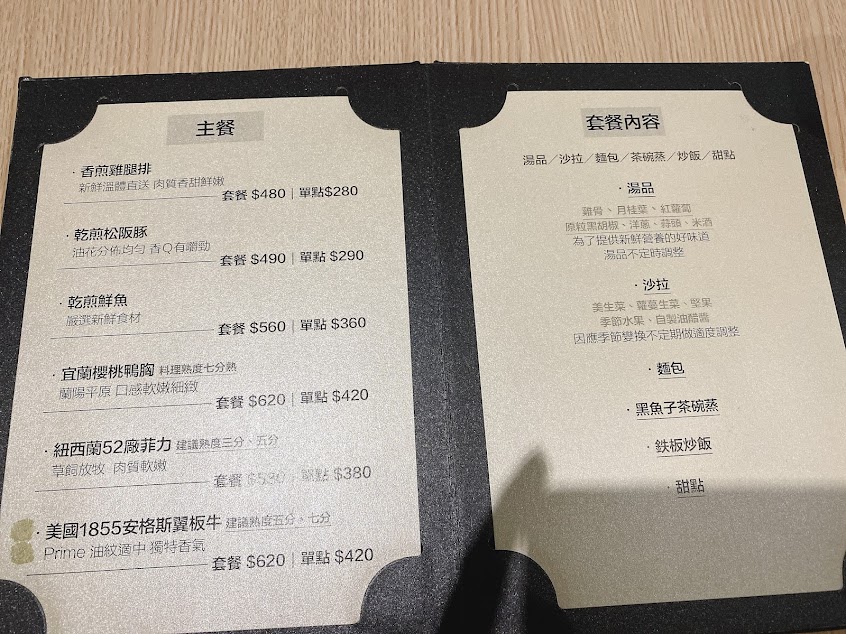 主餐
· 香煎雞腿排
新鮮溫體直送 肉質香甜鮮嫩
套餐 $480｜單點$280
· 乾煎松阪豚
油花分佈均勻 香Q有嚼勁
套餐 $490｜單點 $290
· 乾煎鮮魚
嚴選新鮮食材
套餐 $560｜單點 $360
· 宜蘭櫻桃鴨胸 料理熟度七分熟
蘭陽平原 口感軟嫩細緻
套餐 $620｜單點 $420
· 紐西蘭52廠菲力 建議熟度三分、五分
草飼放牧 肉質軟嫩
套餐 $580｜單點 $380
· 美國1855安格斯翼板牛 建議熟度五分、七分
Prime 油紋適中 獨特香氣
套餐 $620｜單點 $420
套餐內容
湯品／沙拉／麵包／茶碗蒸／炒飯／甜點
· 湯品
雞骨、月桂葉、紅蘿蔔
原粒黑胡椒、洋蔥、蒜頭、米酒
為了提供新鮮營養的好味道
湯品不定時調整
· 沙拉
美生菜、蘿蔓生菜、堅果
季節水果、自製油醋醬
因應季節變換不定期做適度調整
· 麵包
· 黑魚子茶碗蒸
· 鉄板炒飯
· 甜點